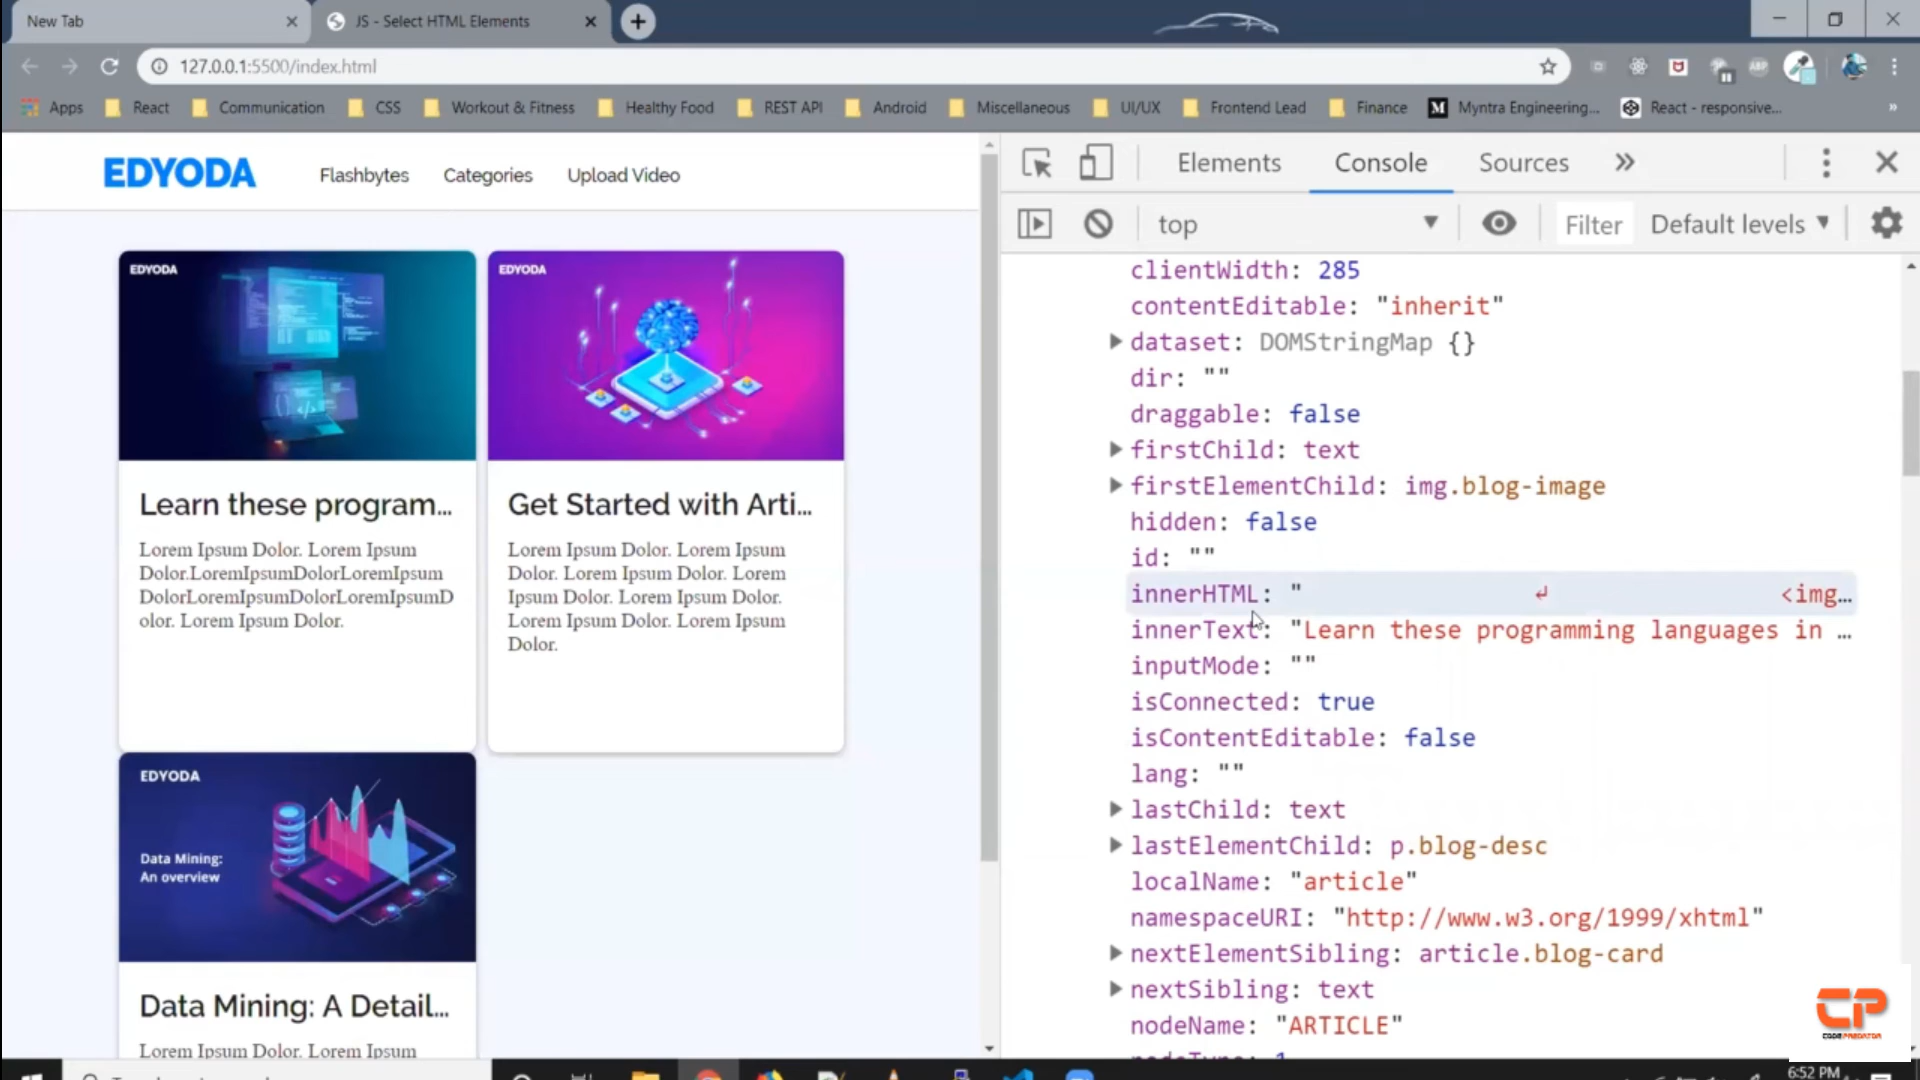 New Tab
JS - Select HTML Elements
127.0.0.1:5500/index.html
Apps React Communication CSS Workout & Fitness Healthy Food REST API Android Miscellaneous UI/UX Frontend Lead Finance Myntra Engineering... React - responsive...
EDYODA Flashbytes Categories Upload Video
EDYODA
Learn these program...
Lorem Ipsum Dolor. Lorem Ipsum
Dolor.LoremIpsumDolorLoremIpsum
DolorLoremIpsumDolorLoremIpsumD
olor. Lorem Ipsum Dolor.
EDYODA
Get Started with Arti...
Lorem Ipsum Dolor. Lorem Ipsum
Dolor. Lorem Ipsum Dolor. Lorem
Ipsum Dolor. Lorem Ipsum Dolor.
Lorem Ipsum Dolor. Lorem Ipsum
Dolor.
EDYODA
Data Mining:
An overview
Data Mining: A Detail...
Lorem Ipsum Dolor. Lorem Ipsum
Elements Console Sources
top Filter Default levels
clientWidth: 285
contentEditable: "inherit"
dataset: DOMStringMap {}
dir: ""
draggable: false
firstChild: text
firstElementChild: img.blog-image
hidden: false
id: ""
innerHTML: " ↵ <img…
innerText: "Learn these programming languages in …
inputMode: ""
isConnected: true
isContentEditable: false
lang: ""
lastChild: text
lastElementChild: p.blog-desc
localName: "article"
namespaceURI: "http://www.w3.org/1999/xhtml"
nextElementSibling: article.blog-card
nextSibling: text
nodeName: "ARTICLE"
nodeType: 1
CP
CODE PREDATOR
6:52 PM